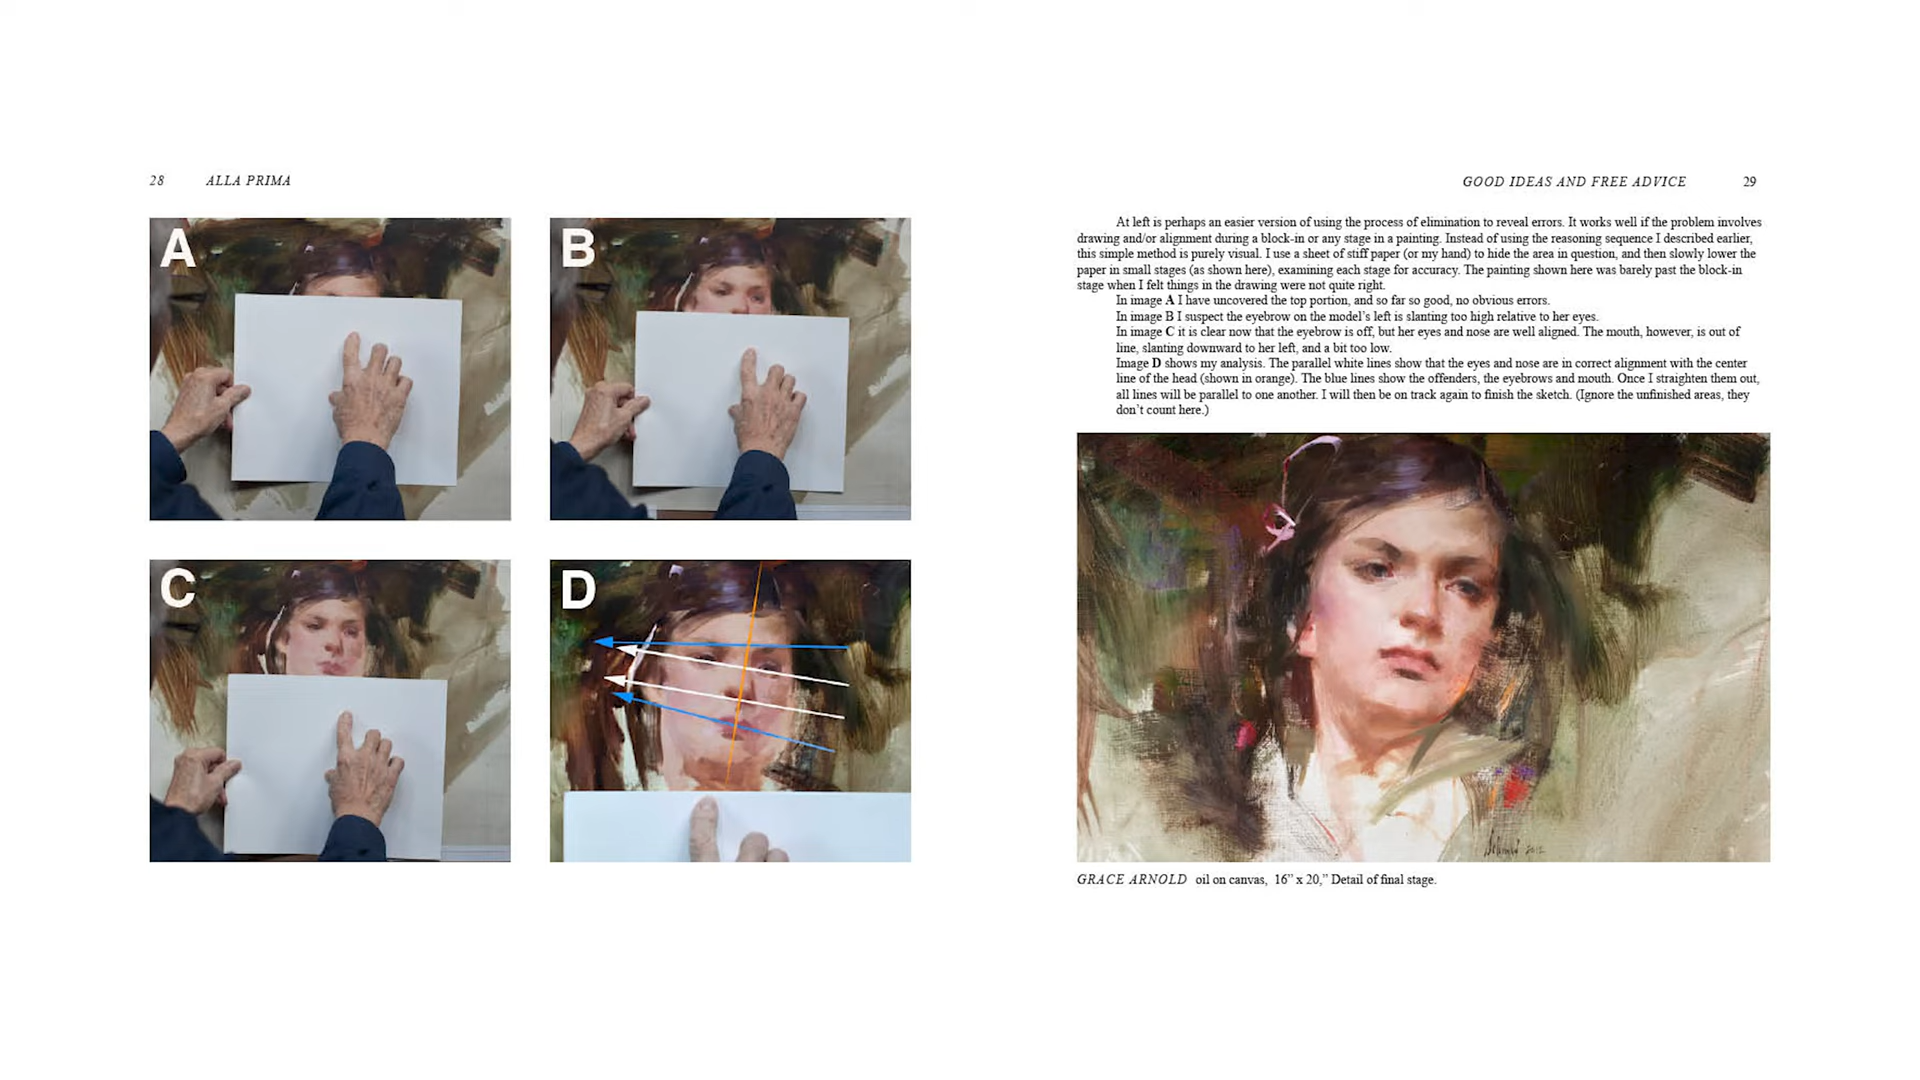 28 ALLA PRIMA
A
B
C
D
GOOD IDEAS AND FREE ADVICE 29
At left is perhaps an easier version of using the process of elimination to reveal errors. It works well if the problem involves
drawing and/or alignment during a block-in or any stage in a painting. Instead of using the reasoning sequence I described earlier,
this simple method is purely visual. I use a sheet of stiff paper (or my hand) to hide the area in question, and then slowly lower the
paper in small stages (as shown here), examining each stage for accuracy. The painting shown here was barely past the block-in
stage when I felt things in the drawing were not quite right.
In image A I have uncovered the top portion, and so far so good, no obvious errors.
In image B I suspect the eyebrow on the model’s left is slanting too high relative to her eyes.
In image C it is clear now that the eyebrow is off, but her eyes and nose are well aligned. The mouth, however, is out of
line, slanting downward to her left, and a bit too low.
Image D shows my analysis. The parallel white lines show that the eyes and nose are in correct alignment with the center
line of the head (shown in orange). The blue lines show the offenders, the eyebrows and mouth. Once I straighten them out,
all lines will be parallel to one another. I will then be on track again to finish the sketch. (Ignore the unfinished areas, they
don’t count here.)
GRACE ARNOLD oil on canvas, 16” x 20,” Detail of final stage.